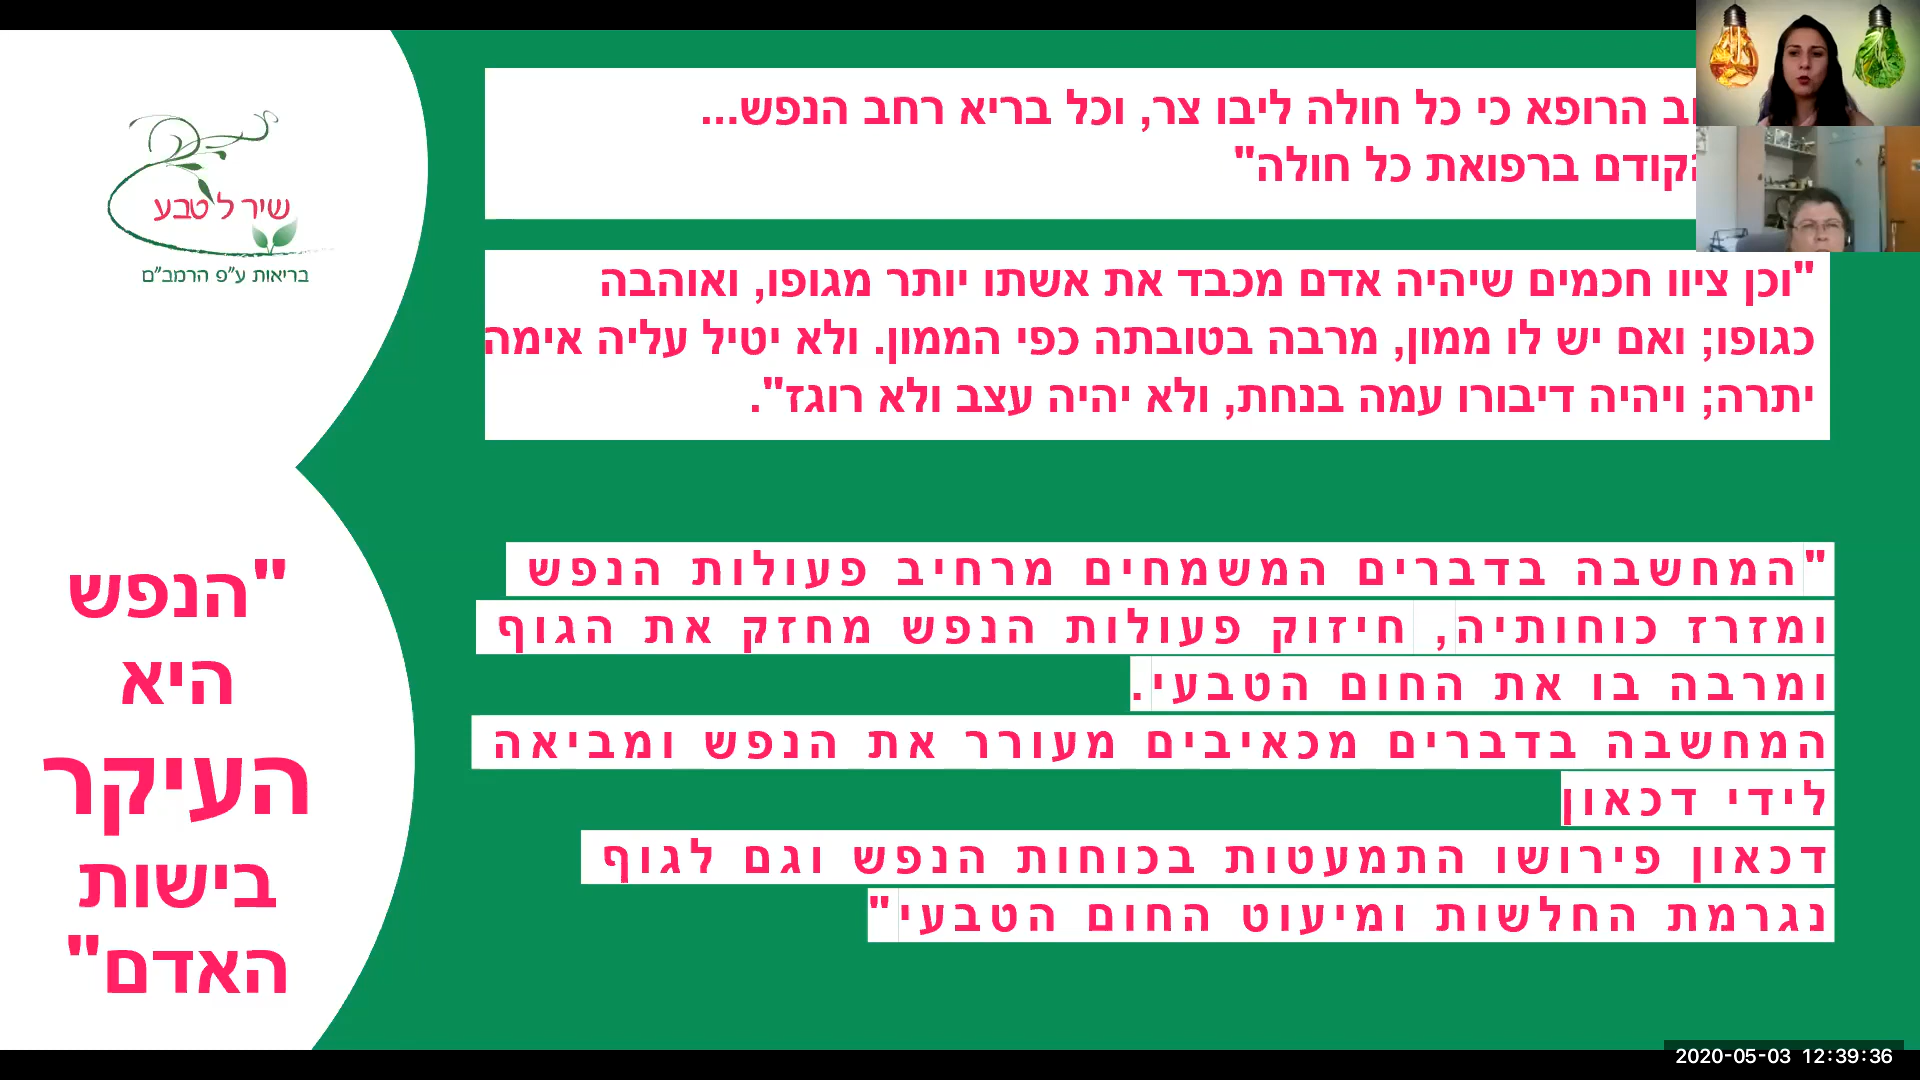 הרופא כי כל חולה ליבו צר, וכל בריא רחב הנפש...
ברפואת כל חולה"
"וכן ציוו חכמים שיהיה אדם מכבד את אשתו יותר מגופו, ואוהבה
כגופו; ואם יש לו ממון, מרבה בטובתה כפי הממון. ולא יטיל עליה אימה
יתרה; ויהיה דיבורו עמה בנחת, ולא יהיה עצב ולא רוגז".
"המחשבה בדברים המשמחים מרחיב פעולות הנפש
ומזרז כוחותיה, חיזוק פעולות הנפש מחזק את הגוף
ומרבה בו את החום הטבעי.
המחשבה בדברים מכאיבים מעורר את הנפש ומביאה
לידי דכאון
דכאון פירושו התמעטות בכוחות הנפש וגם לגוף
נגרמת החלשות ומיעוט החום הטבעי"
שיר לטבע
בריאות ע"פ הרמב"ם
"הנפש
היא
העיקר
בישות
האדם"
2020-05-03 12:39:36